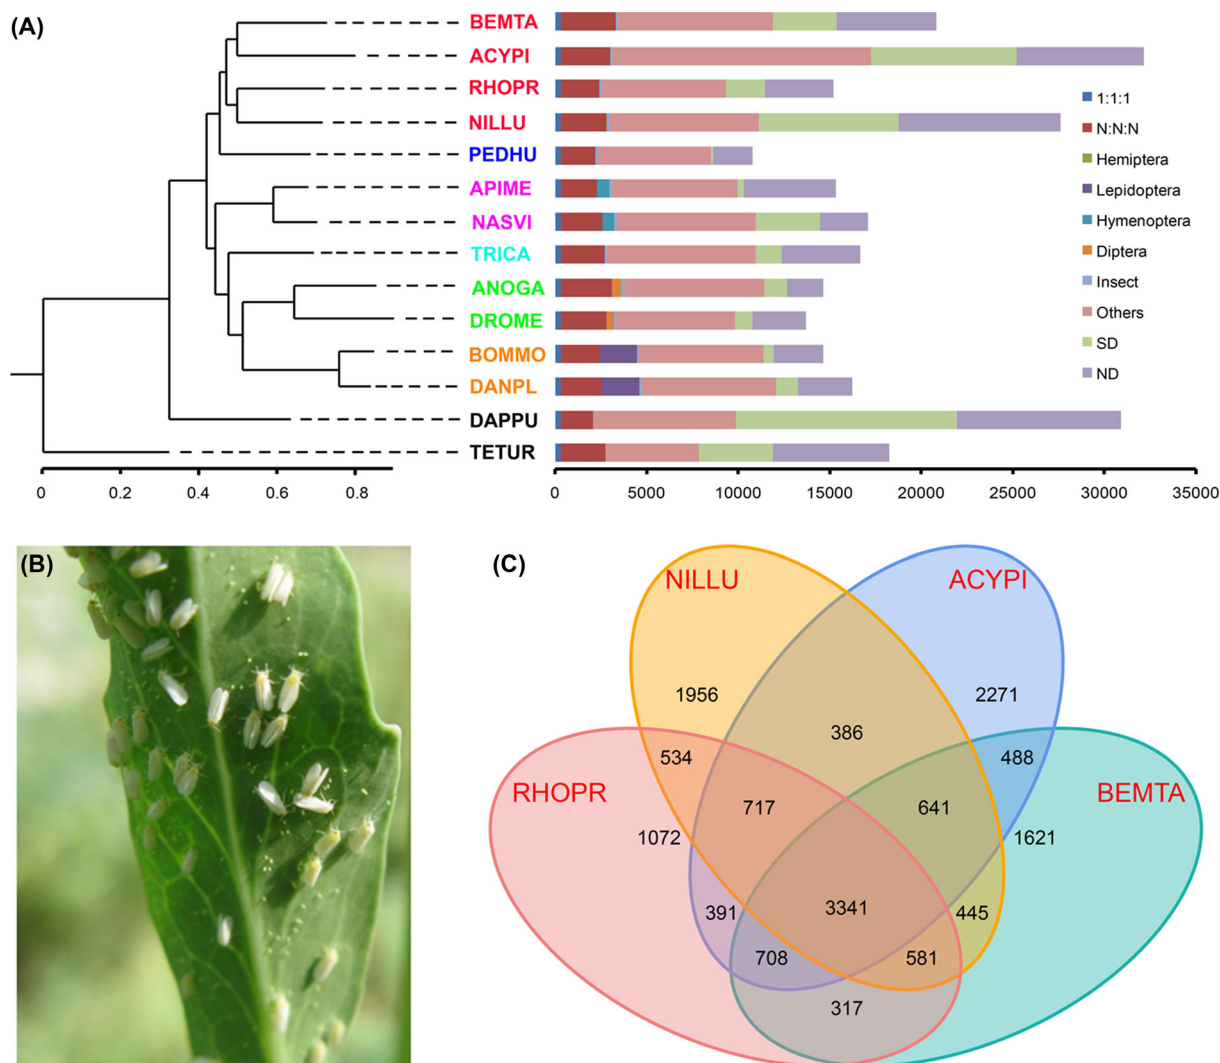 (A)
BEMTA
ACYPI
RHOPR
NILLU
PEDHU
APIME
NASVI
TRICA
ANOGA
DROME
BOMMO
DANPL
DAPPU
TETUR
1:1:1
N:N:N
Hemiptera
Lepidoptera
Hymenoptera
Diptera
Insect
Others
SD
ND
0 0.2 0.4 0.6 0.8
0 5000 10000 15000 20000 25000 30000 35000
(B)
(C)
NILLU ACYPI
1956 2271
386
534 488
RHOPR BEMTA
717 641
1072 1621
391 3341 445
708 581
317